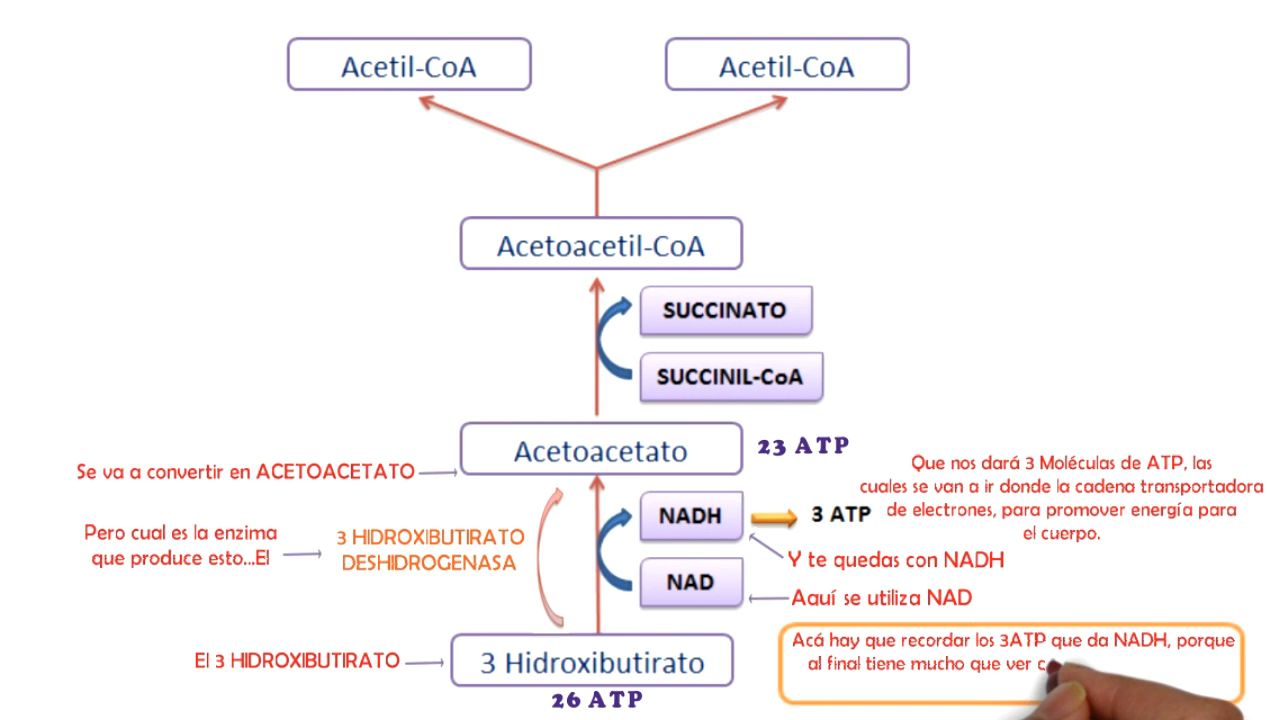 Acetil-CoA
Acetil-CoA
Acetoacetil-CoA
SUCCINATO
SUCCINIL-CoA
Acetoacetato
23 ATP
Se va a convertir en ACETOACETATO
Que nos dará 3 Moléculas de ATP, las
cuales se van a ir donde la cadena transportadora
de electrones, para promover energía para
el cuerpo.
NADH
3 ATP
Pero cual es la enzima
que produce esto...El
3 HIDROXIBUTIRATO
DESHIDROGENASA
Y te quedas con NADH
NAD
Aquí se utiliza NAD
El 3 HIDROXIBUTIRATO
3 Hidroxibutirato
26 ATP
Acá hay que recordar los 3ATP que da NADH, porque
al final tiene mucho que ver